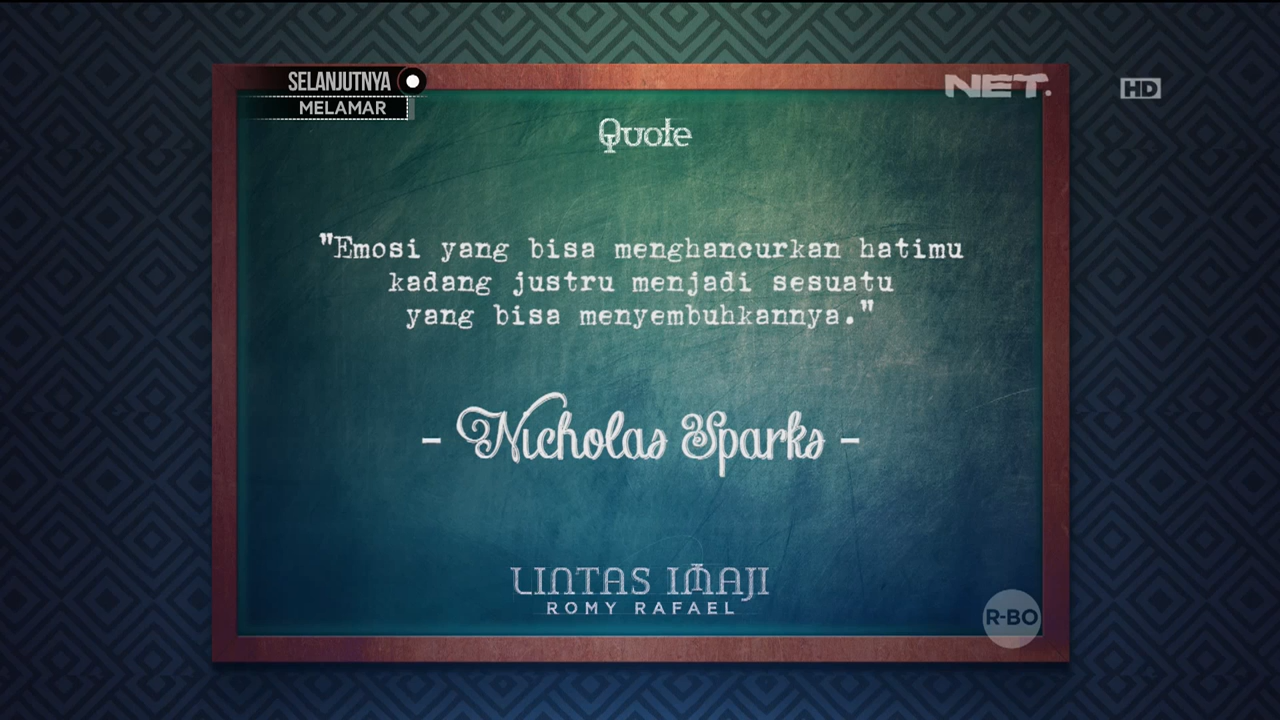 SELANJUTNYA
MELAMAR
NET.
HD
Quote
"Emosi yang bisa menghancurkan hatimu
kadang justru menjadi sesuatu
yang bisa menyembuhkannya."
- Nicholas Sparks -
LINTAS IMAJI
ROMY RAFAEL
R-BO